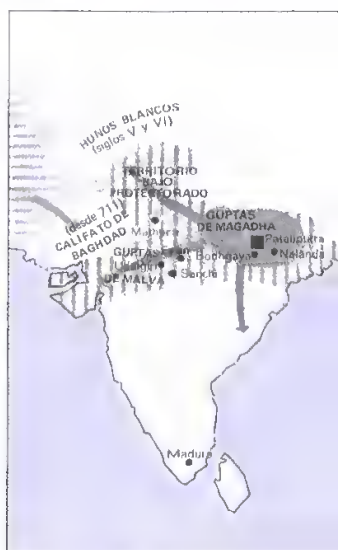 HUNOS BLANCOS
(siglos V y VI)
TERRITORIO
BAJO
PROTECTORADO
(desde 711)
CALIFATO DE
BAGHDAD
GUPTAS
DE MAGADHA
Pataliputra
Bodhgaya
Nalanda
GUPTAS
DE MALVA
Sanchi
Madura